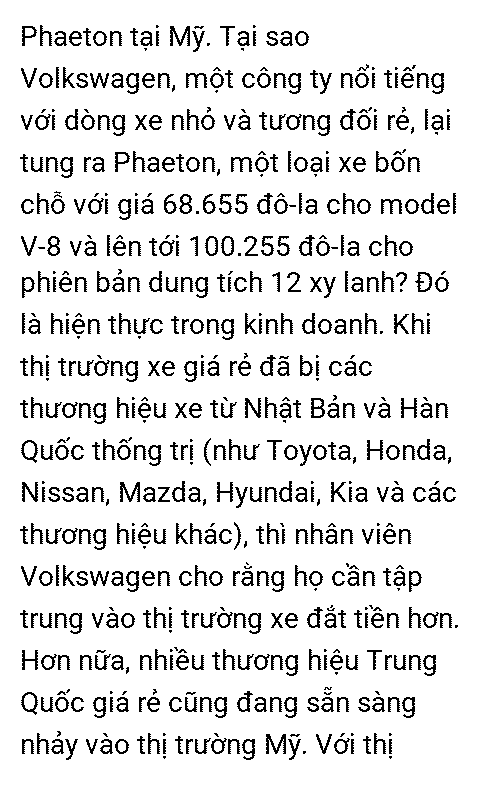 Phaeton tại Mỹ. Tại sao
Volkswagen, một công ty nổi tiếng
với dòng xe nhỏ và tương đối rẻ, lại
tung ra Phaeton, một loại xe bốn
chỗ với giá 68.655 đô-la cho model
V-8 và lên tới 100.255 đô-la cho
phiên bản dung tích 12 xy lanh? Đó
là hiện thực trong kinh doanh. Khi
thị trường xe giá rẻ đã bị các
thương hiệu xe từ Nhật Bản và Hàn
Quốc thống trị (như Toyota, Honda,
Nissan, Mazda, Hyundai, Kia và các
thương hiệu khác), thì nhân viên
Volkswagen cho rằng họ cần tập
trung vào thị trường xe đắt tiền hơn.
Hơn nữa, nhiều thương hiệu Trung
Quốc giá rẻ cũng đang sẵn sàng
nhảy vào thị trường Mỹ. Với thị